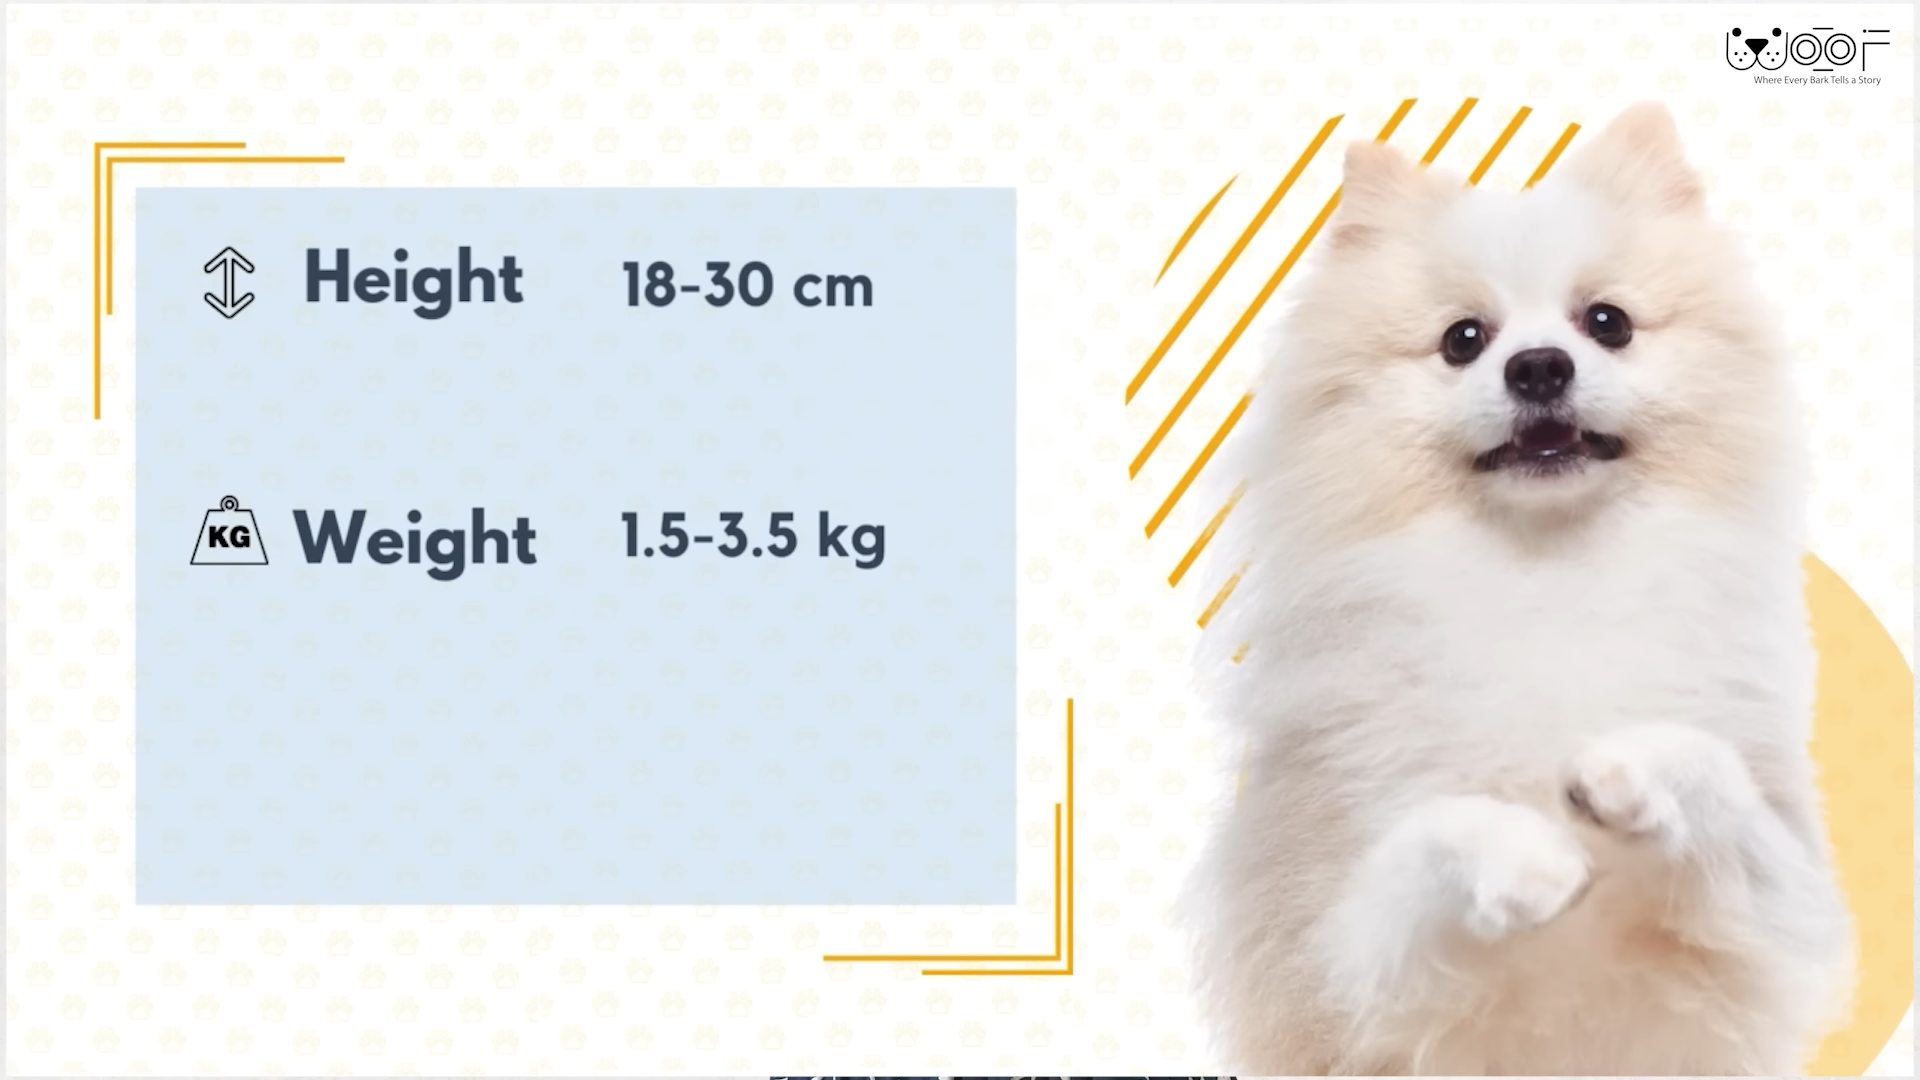 WOOF
Where Every Bark Tells a Story
Height 18-30 cm
KG Weight 1.5-3.5 kg